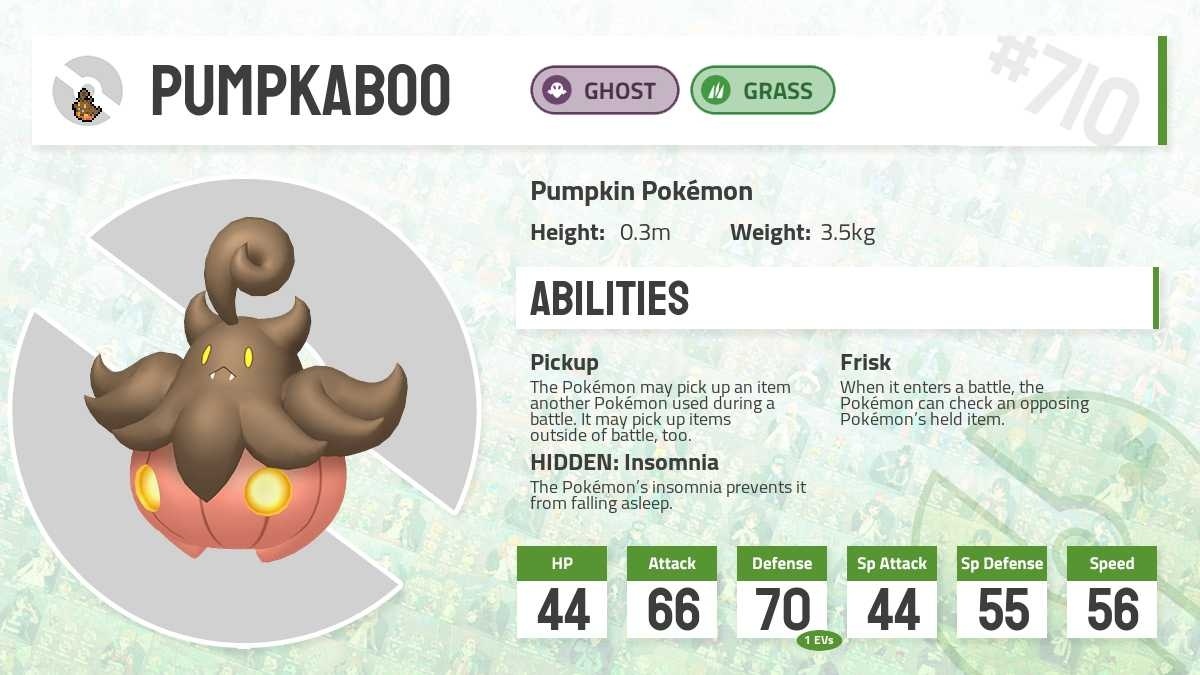 PUMPKABOO
GHOST
GRASS
#710
Pumpkin Pokémon
Height: 0.3m
Weight: 3.5kg
ABILITIES
Pickup
The Pokémon may pick up an item
another Pokémon used during a
battle. It may pick up items
outside of battle, too.
Frisk
When it enters a battle, the
Pokémon can check an opposing
Pokémon's held item.
HIDDEN: Insomnia
The Pokémon's insomnia prevents it
from falling asleep.
HP
44
Attack
66
Defense
70
1 EVs
Sp Attack
44
Sp Defense
55
Speed
56